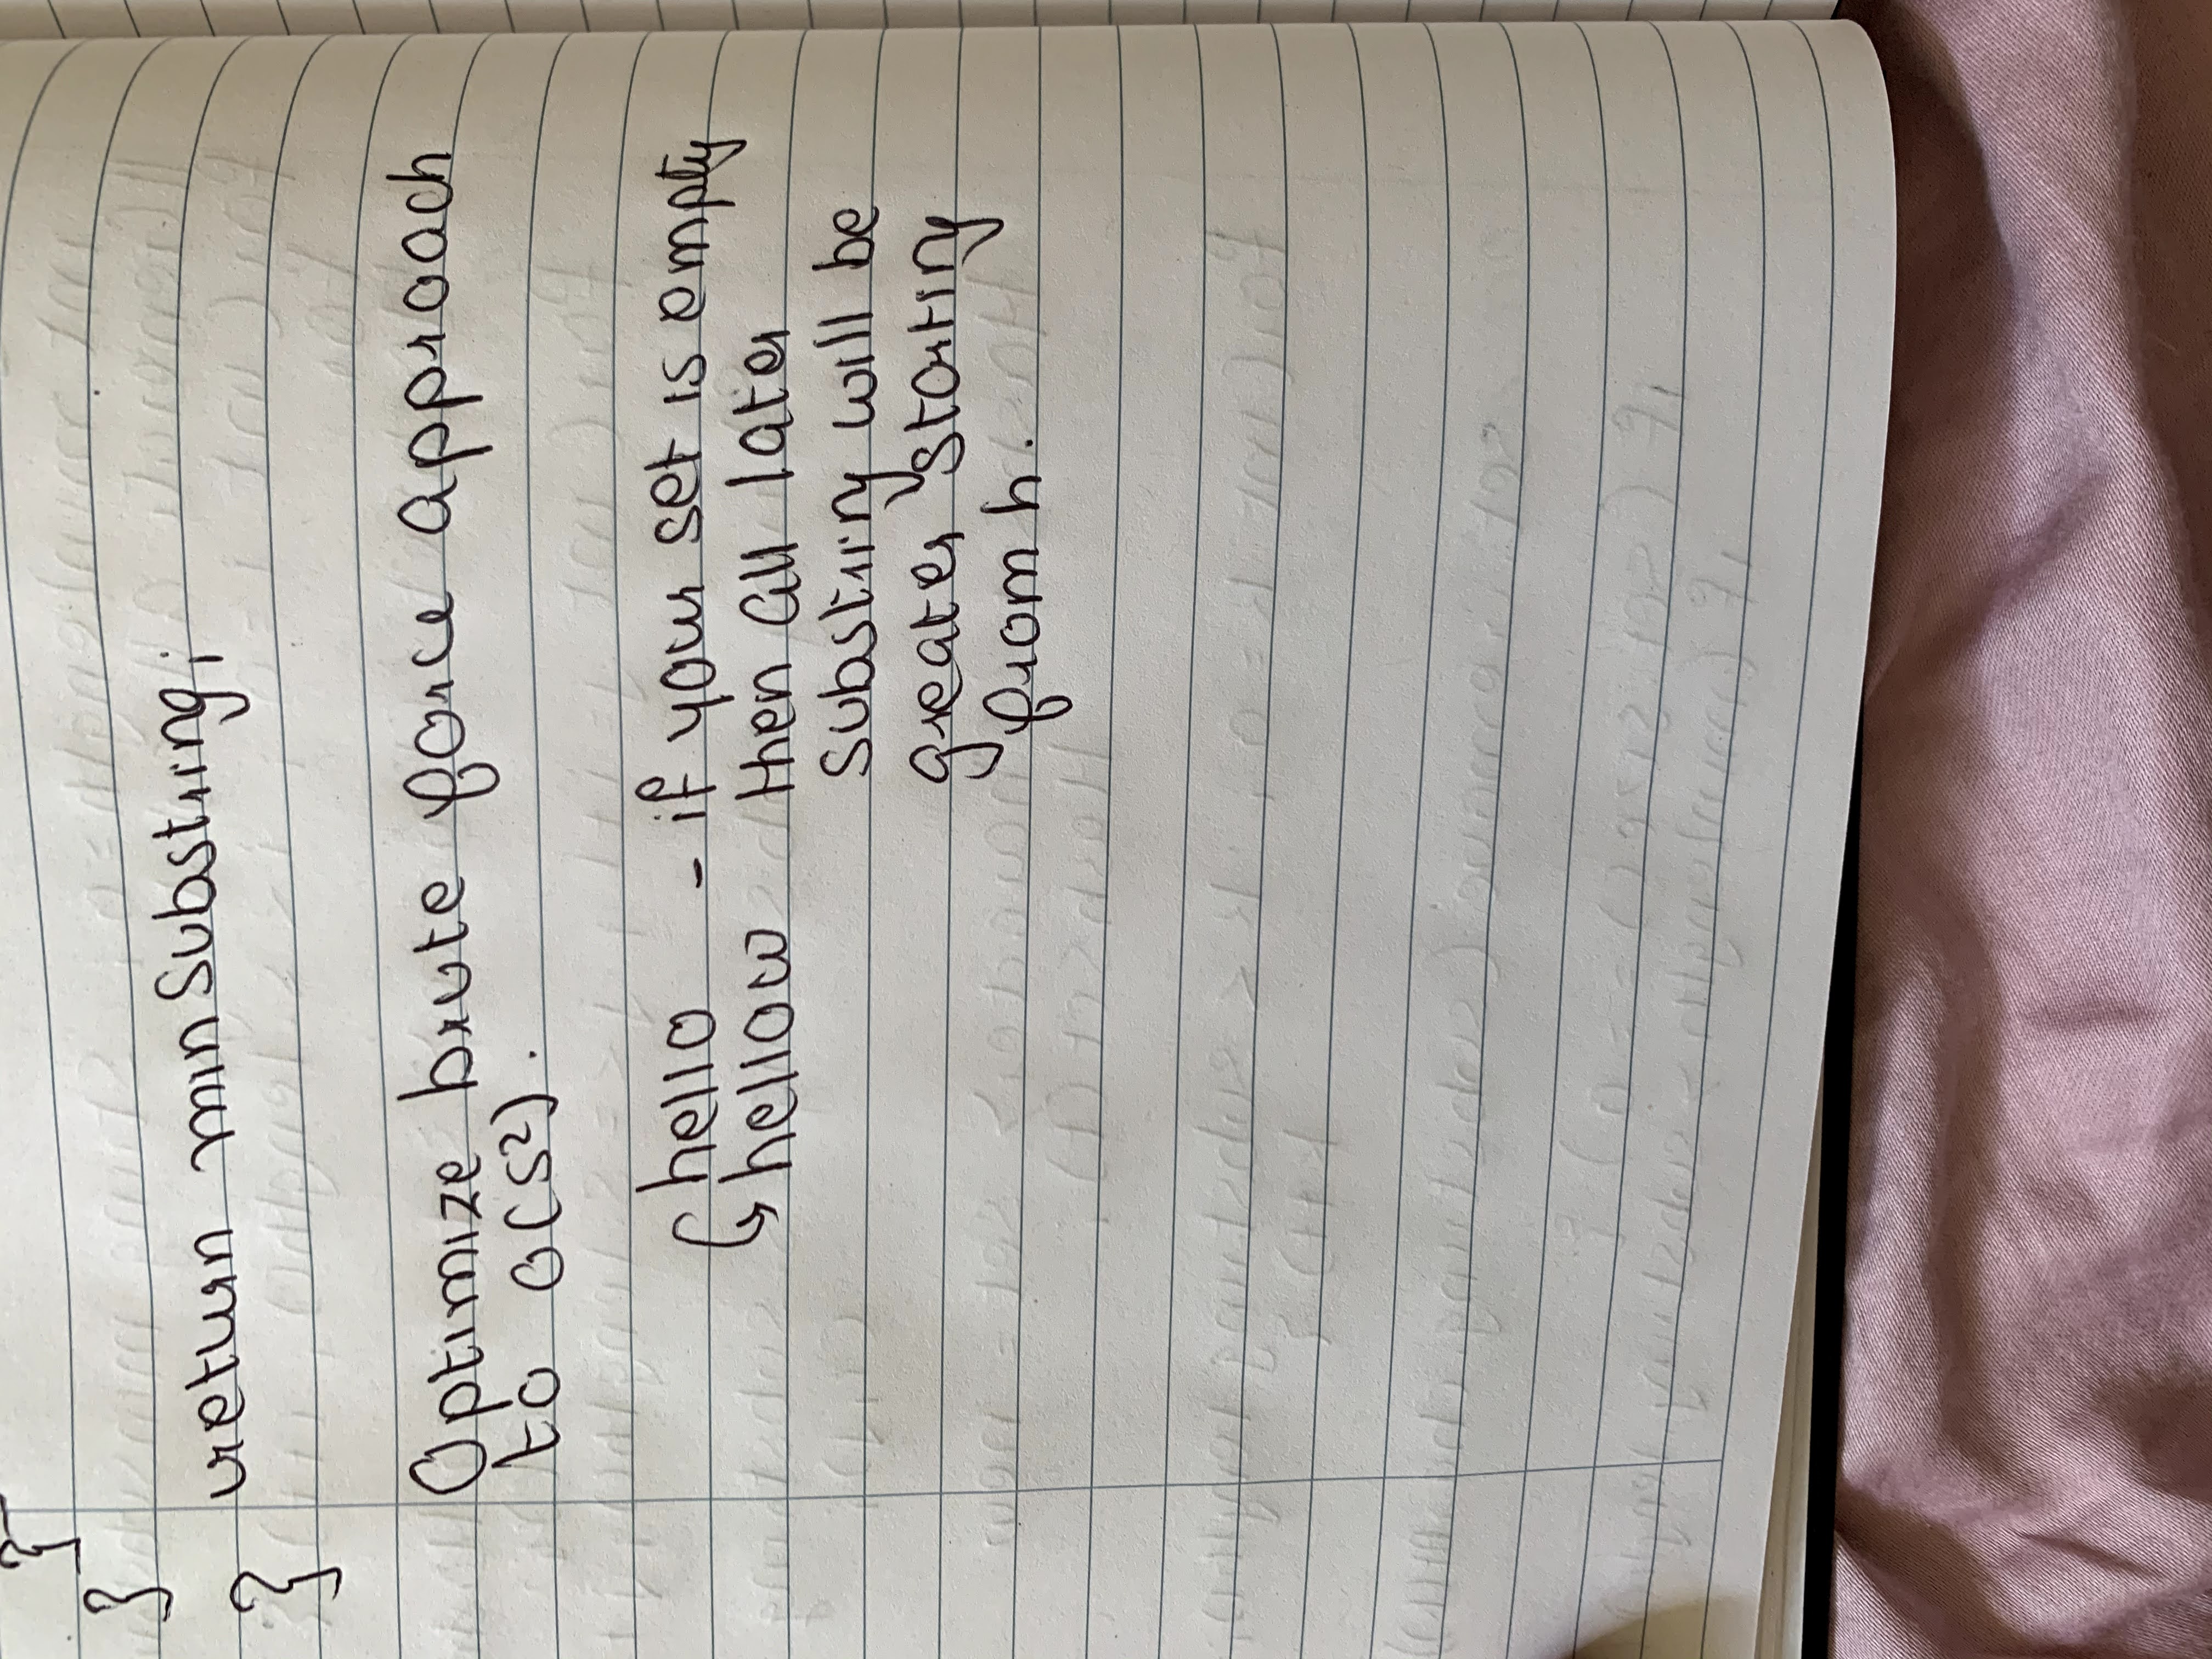 }
}
return minSubstring;
}
Optimize brute force approach
to O(S²).
hello - if your set is empty
hellow then all later
substring will be
greater starting
from h.